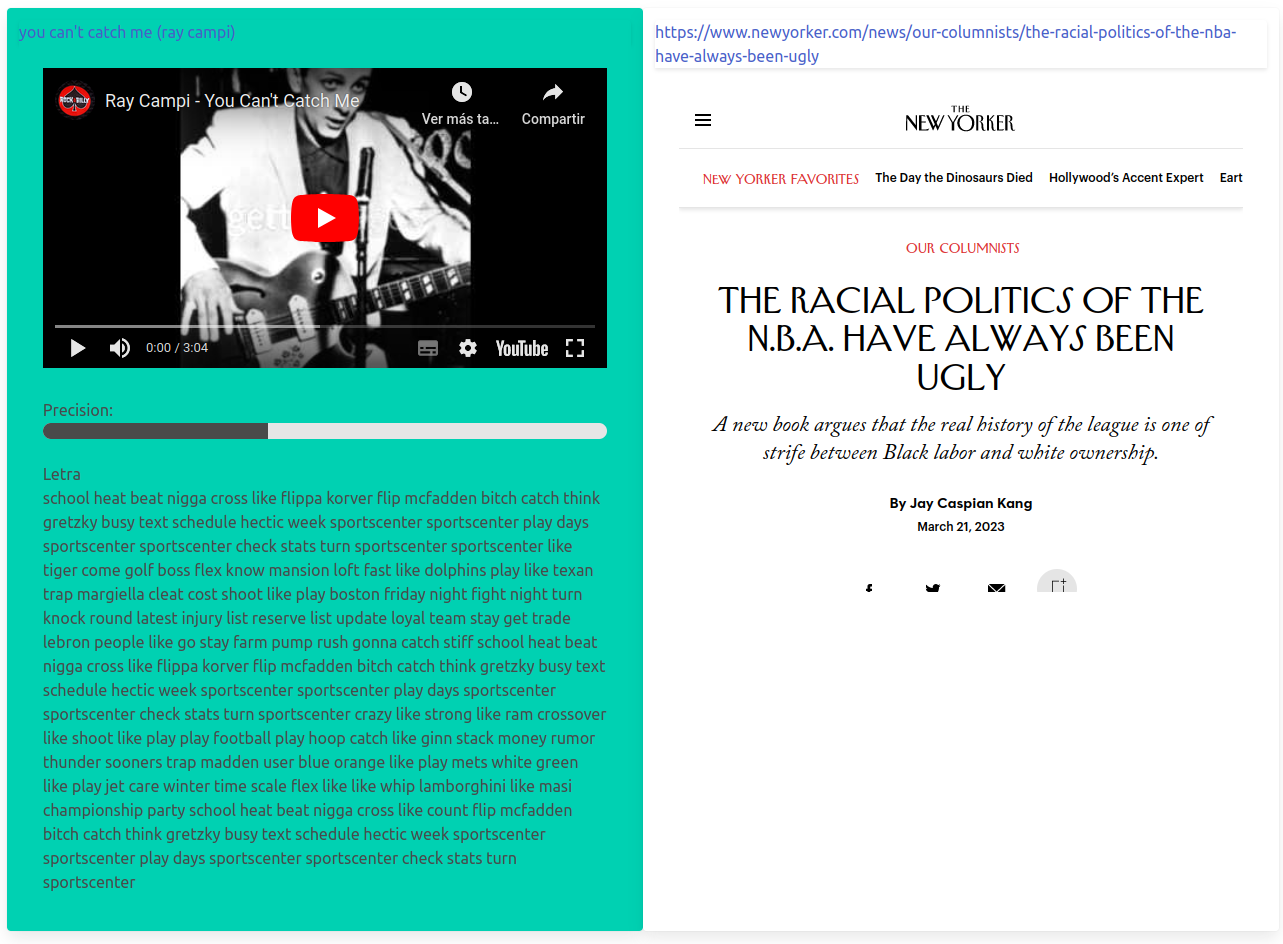 you can't catch me (ray campi)
ROCK BILLY
Ray Campi - You Can't Catch Me
Ver más ta...
Compartir
0:00 / 3:04
YouTube
Precision:
Letra
school heat beat nigga cross like flippa korver flip mcfadden bitch catch think
gretzky busy text schedule hectic week sportscenter sportscenter play days
sportscenter sportscenter check stats turn sportscenter sportscenter like
tiger come golf boss flex know mansion loft fast like dolphins play like texan
trap margiella cleat cost shoot like play boston friday night fight night turn
knock round latest injury list reserve list update loyal team stay get trade
lebron people like go stay farm pump rush gonna catch stiff school heat beat
nigga cross like flippa korver flip mcfadden bitch catch think gretzky busy text
schedule hectic week sportscenter sportscenter play days sportscenter
sportscenter check stats turn sportscenter crazy like strong like ram crossover
like shoot like play play football play hoop catch like ginn stack money rumor
thunder sooners trap madden user blue orange like play mets white green
like play jet care winter time scale flex like like whip lamborghini like masi
championship party school heat beat nigga cross like count flip mcfadden
bitch catch think gretzky busy text schedule hectic week sportscenter
sportscenter play days sportscenter sportscenter check stats turn
sportscenter
https://www.newyorker.com/news/our-columnists/the-racial-politics-of-the-nba-
have-always-been-ugly
THE
NEW YORKER
NEW YORKER FAVORITES The Day the Dinosaurs Died Hollywood's Accent Expert Eart
OUR COLUMNISTS
THE RACIAL POLITICS OF THE
N.B.A. HAVE ALWAYS BEEN
UGLY
A new book argues that the real history of the league is one of
strife between Black labor and white ownership.
By Jay Caspian Kang
March 21, 2023